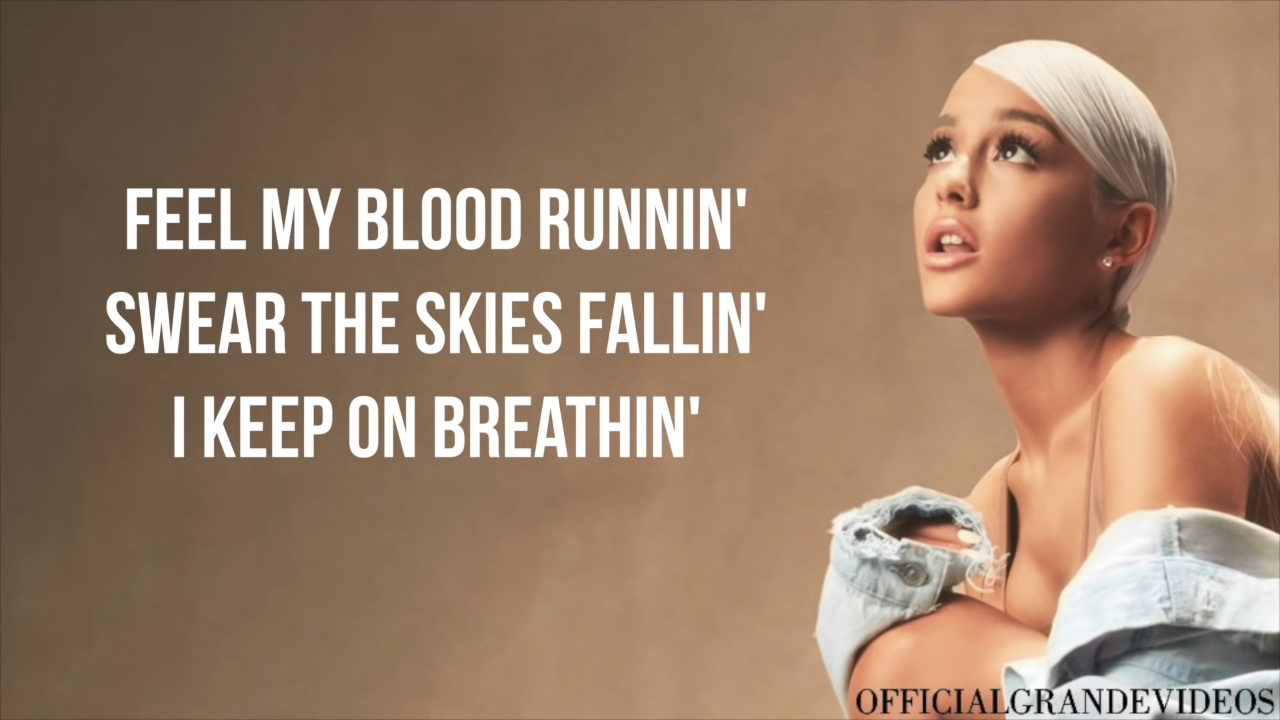 FEEL MY BLOOD RUNNIN'
SWEAR THE SKIES FALLIN'
I KEEP ON BREATHIN'
OFFICIALGRANDEVIDEOS